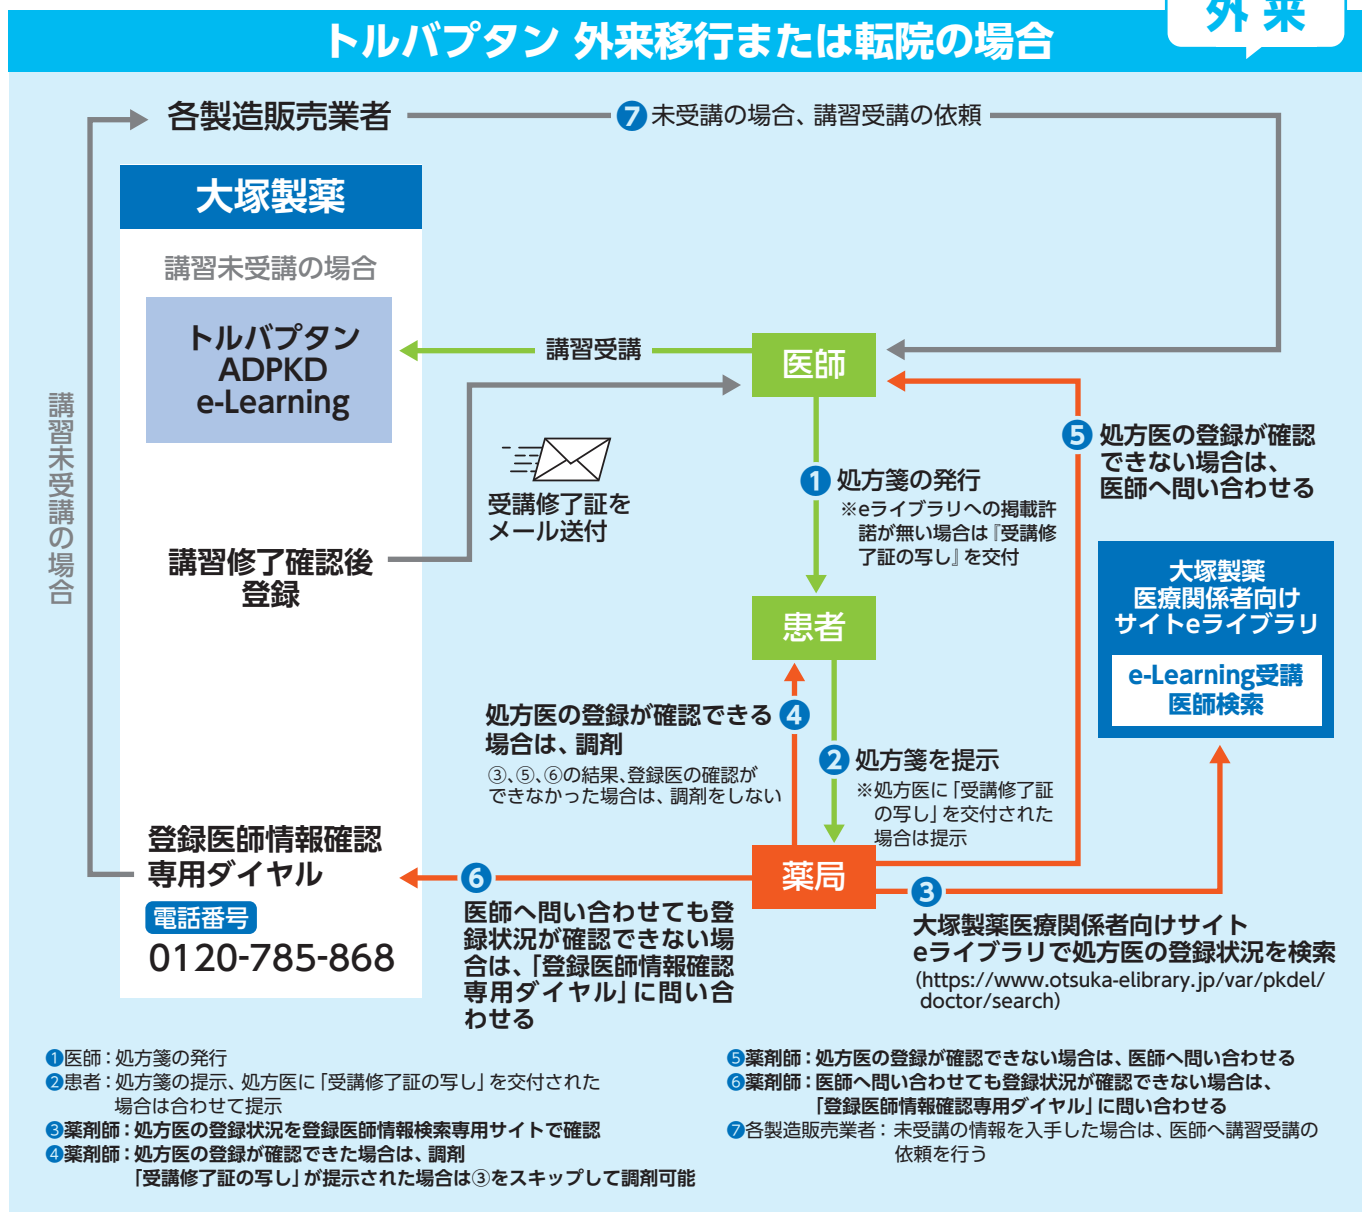 外来
トルバプタン 外来移行または転院の場合
各製造販売業者
❼未受講の場合、講習受講の依頼
大塚製薬
講習未受講の場合
トルバプタン
ADPKD
e-Learning
講習受講
医師
講習未受講の場合
受講修了証を
メール送付
❶処方箋の発行
※eライブラリへの掲載許
諾が無い場合は『受講修
了証の写し』を交付
❺処方医の登録が確認
できない場合は、
医師へ問い合わせる
講習修了確認後
登録
患者
大塚製薬
医療関係者向け
サイトeライブラリ
e-Learning受講
医師検索
処方医の登録が確認できる❹
場合は、調剤
③、⑤、⑥の結果、登録医の確認が
できなかった場合は、調剤をしない
❷処方箋を提示
※処方医に「受講修了証
の写し」を交付された
場合は提示
登録医師情報確認
専用ダイヤル
電話番号
0120-785-868
薬局
❻
医師へ問い合わせても登
録状況が確認できない場
合は、「登録医師情報確認
専用ダイヤル」に問い合
わせる
❸
大塚製薬医療関係者向けサイト
eライブラリで処方医の登録状況を検索
(https://www.otsuka-elibrary.jp/var/pkdel/
doctor/search)
❶医師：処方箋の発行
❷患者：処方箋の提示、処方医に「受講修了証の写し」を交付された
場合は合わせて提示
❸薬剤師：処方医の登録状況を登録医師情報検索専用サイトで確認
❹薬剤師：処方医の登録が確認できた場合は、調剤
「受講修了証の写し」が提示された場合は③をスキップして調剤可能
❺薬剤師：処方医の登録が確認できない場合は、医師へ問い合わせる
❻薬剤師：医師へ問い合わせても登録状況が確認できない場合は、
「登録医師情報確認専用ダイヤル」に問い合わせる
❼各製造販売業者：未受講の情報を入手した場合は、医師へ講習受講の
依頼を行う